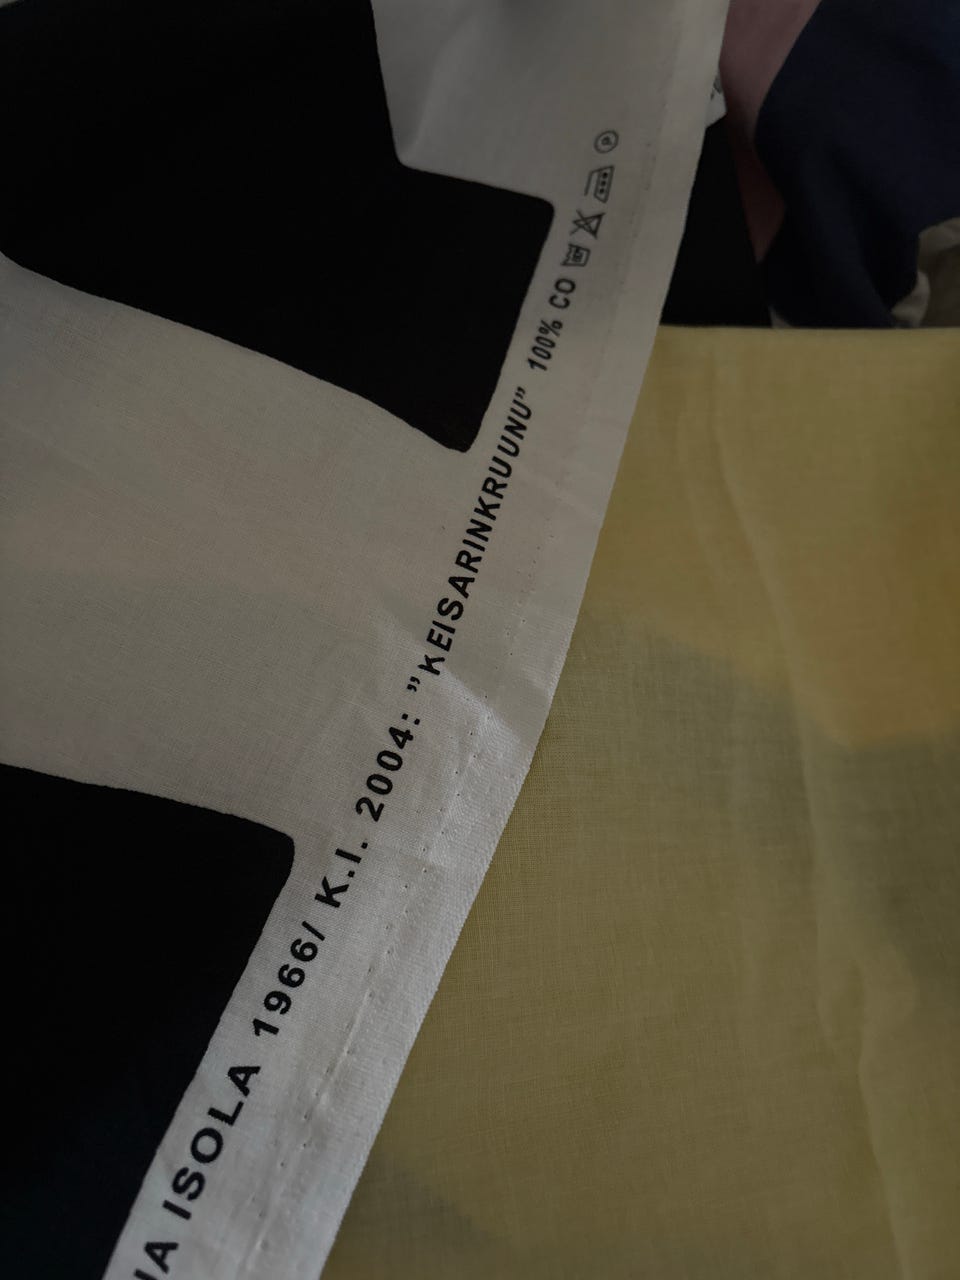 IA ISOLA 1966/ K.I. 2004: ”KEISARINKRUUNU” 100% CO